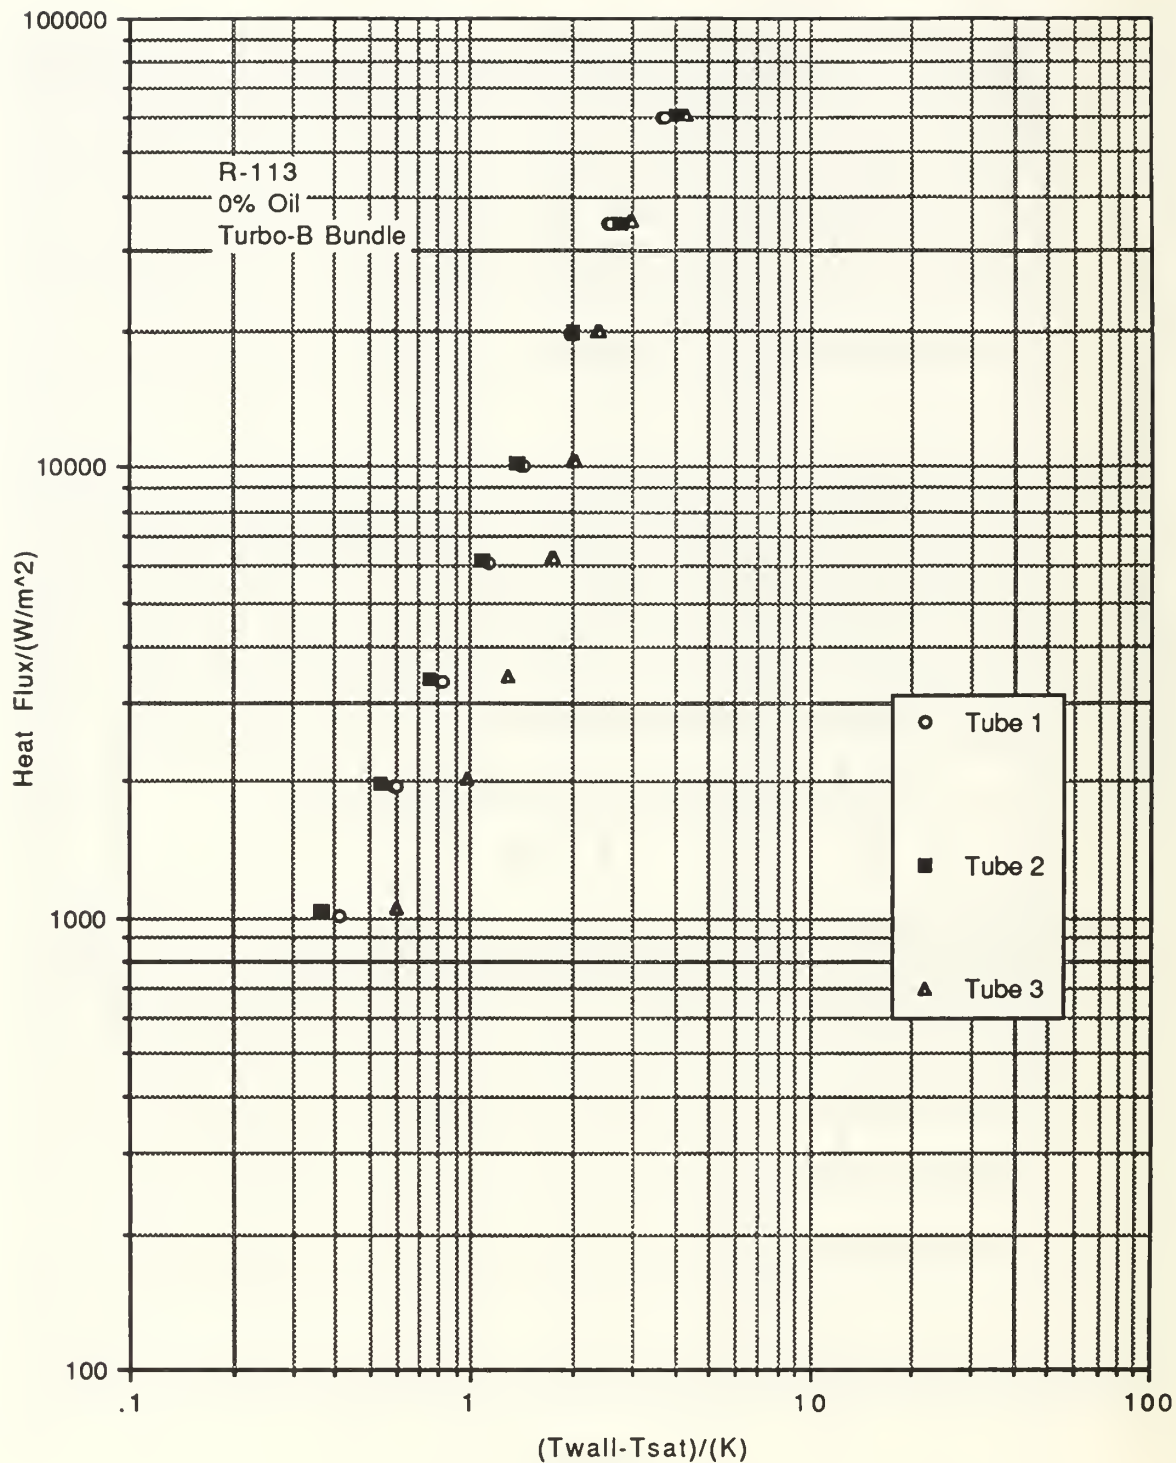 100000
R-113
0% Oil
Turbo-B Bundle
10000
Heat Flux/(W/m^2)
Tube 1
Tube 2
1000
Tube 3
100
.1
1
10
100
(Twall-Tsat)/(K)